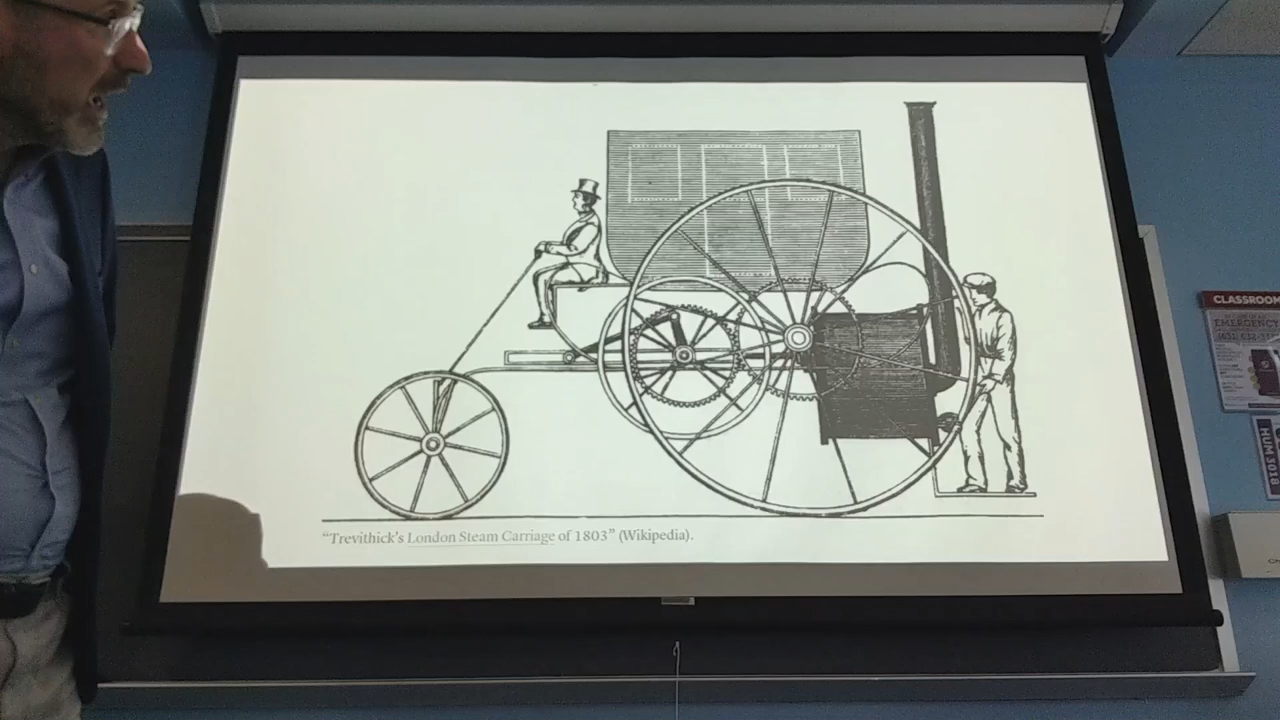 "Trevithick's London Steam Carriage of 1803" (Wikipedia).
CLASSROOM
EMERGENCY
HUM 3018